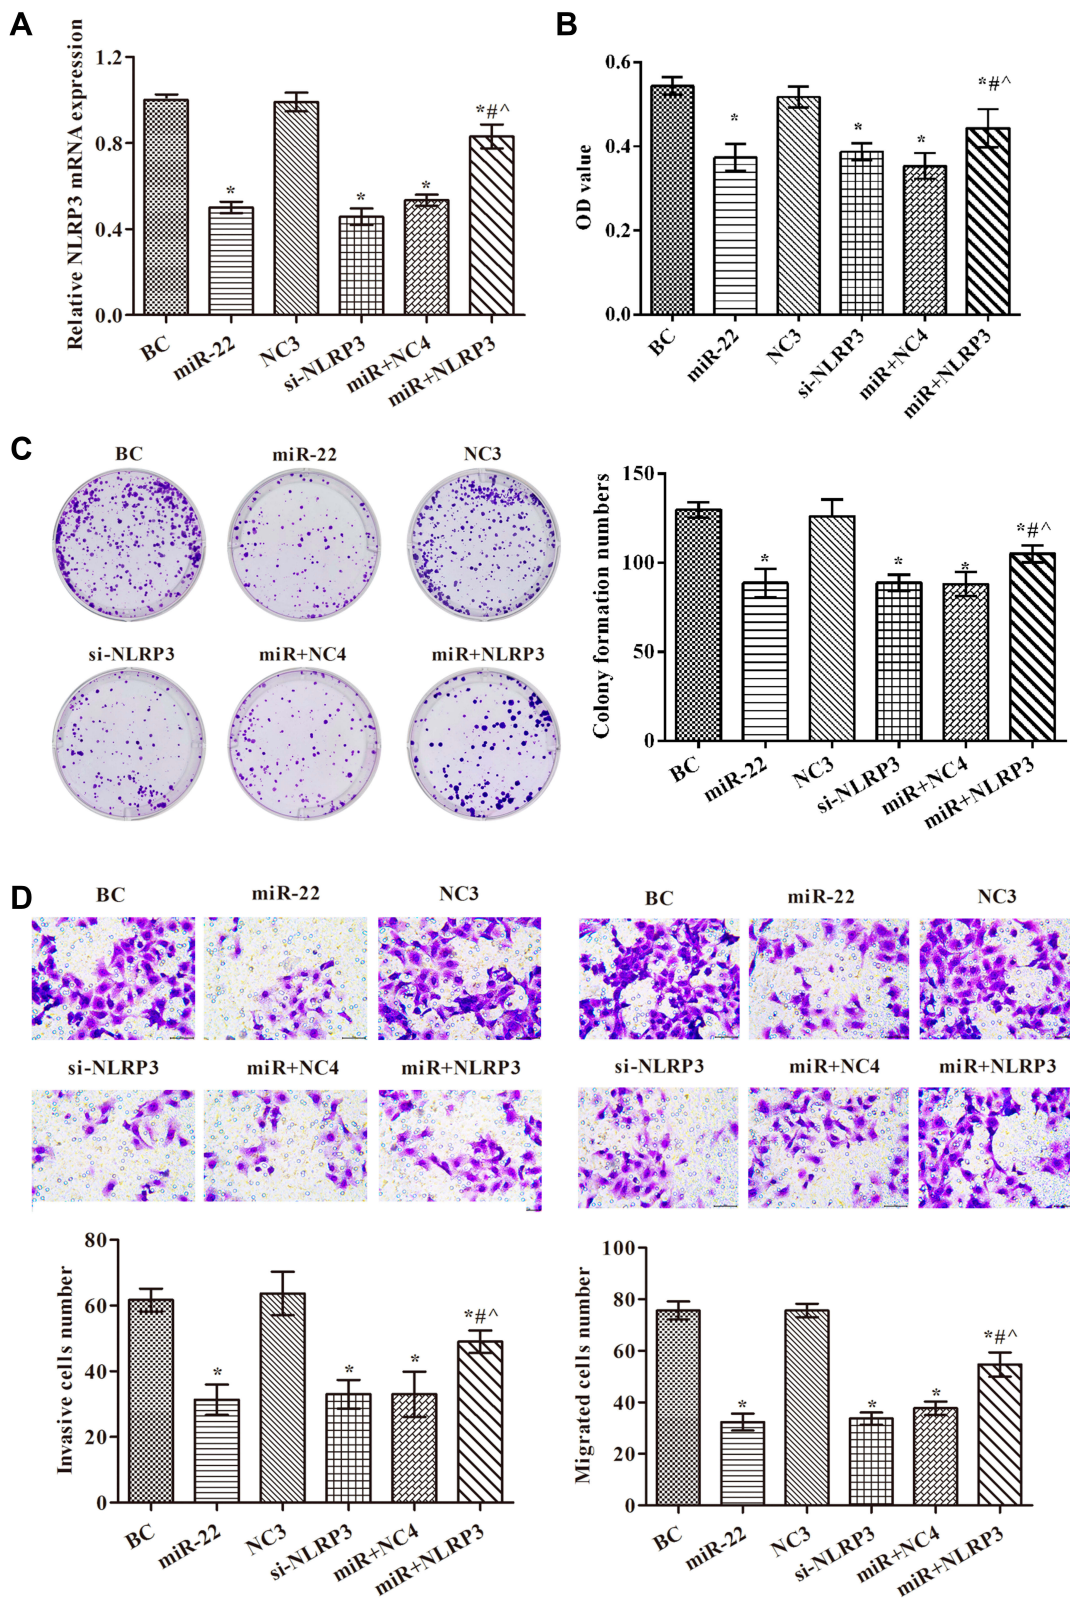 A
Relative NLRP3 mRNA expression
1.2
0.8
0.4
0.0
*
*
*
*#^
BC
miR-22
NC3
si-NLRP3
miR+NC4
miR+NLRP3
B
OD value
0.6
0.4
0.2
0.0
*
*
*
*#^
BC
miR-22
NC3
si-NLRP3
miR+NC4
miR+NLRP3
C
BC miR-22 NC3
si-NLRP3 miR+NC4 miR+NLRP3
Colony formation numbers
150
100
50
0
*
*
*
*#^
BC
miR-22
NC3
si-NLRP3
miR+NC4
miR+NLRP3
D
BC miR-22 NC3
si-NLRP3 miR+NC4 miR+NLRP3
Invasive cells number
80
60
40
20
0
*
*
*
*#^
BC
miR-22
NC3
si-NLRP3
miR+NC4
miR+NLRP3
BC miR-22 NC3
si-NLRP3 miR+NC4 miR+NLRP3
Migrated cells number
100
80
60
40
20
0
*
*
*
*#^
BC
miR-22
NC3
si-NLRP3
miR+NC4
miR+NLRP3